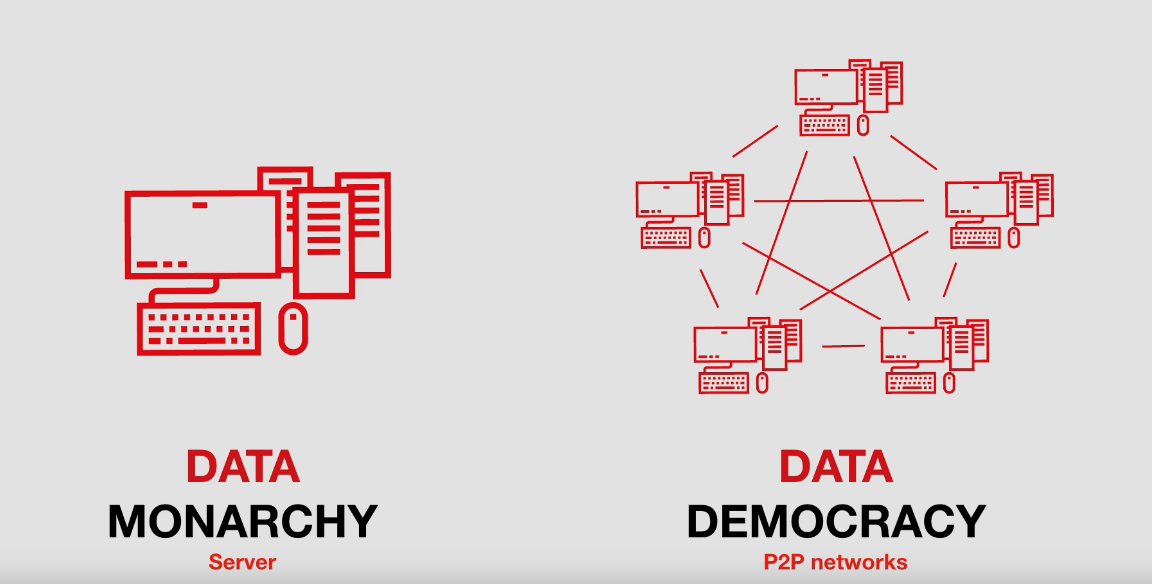 DATA
MONARCHY
Server
DATA
DEMOCRACY
P2P networks